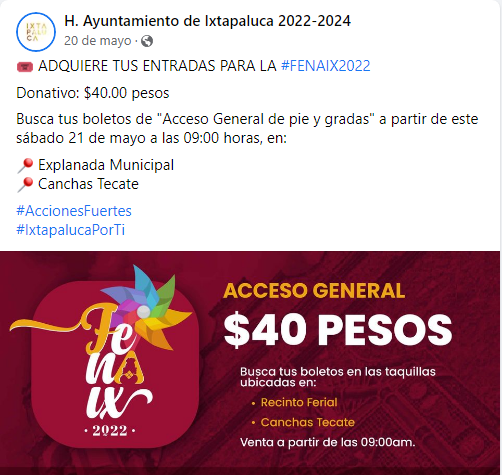 IXTA
PALU
CA
H. Ayuntamiento de Ixtapaluca 2022-2024
20 de mayo ·
ADQUIERE TUS ENTRADAS PARA LA #FENAIX2022
Donativo: $40.00 pesos
Busca tus boletos de "Acceso General de pie y gradas" a partir de este
sábado 21 de mayo a las 09:00 horas, en:
Explanada Municipal
Canchas Tecate
#AccionesFuertes
#IxtapalucaPorTi
Fe
nA
ix
· 2022 ·
ACCESO GENERAL
$40 PESOS
Busca tus boletos en las taquillas
ubicadas en:
• Recinto Ferial
• Canchas Tecate
Venta a partir de las 09:00am.